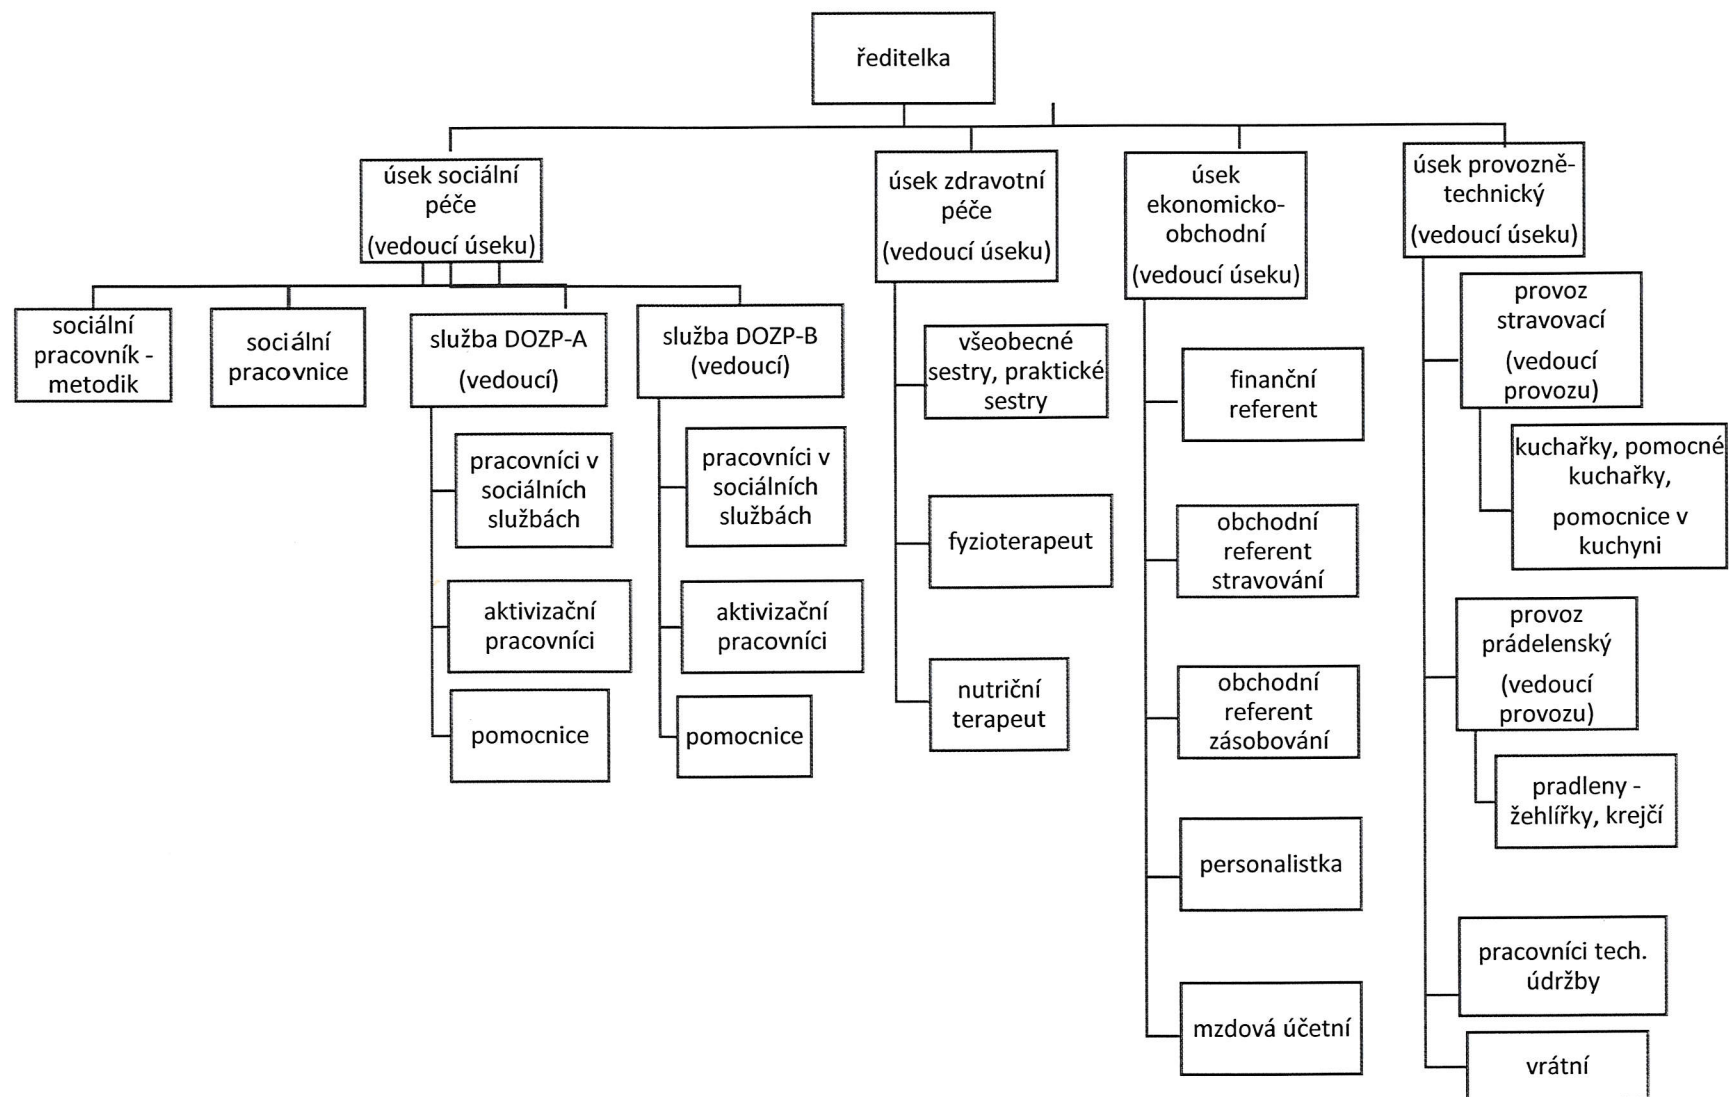 ředitelka
úsek sociální
péče
(vedoucí úseku)
úsek zdravotní
péče
(vedoucí úseku)
úsek
ekonomicko-
obchodní
(vedoucí úseku)
úsek provozně-
technický
(vedoucí úseku)
sociální
pracovník -
metodik
sociální
pracovnice
služba DOZP-A
(vedoucí)
služba DOZP-B
(vedoucí)
pracovníci v
sociálních
službách
aktivizační
pracovníci
pomocnice
pracovníci v
sociálních
službách
aktivizační
pracovníci
pomocnice
všeobecné
sestry, praktické
sestry
fyzioterapeut
nutriční
terapeut
finanční
referent
obchodní
referent
stravování
obchodní
referent
zásobování
personalistka
mzdová účetní
provoz
stravovací
(vedoucí
provozu)
kuchařky, pomocné
kuchařky,
pomocnice v
kuchyni
provoz
prádelenský
(vedoucí
provozu)
pradleny -
žehlířky, krejčí
pracovníci tech.
údržby
vrátní